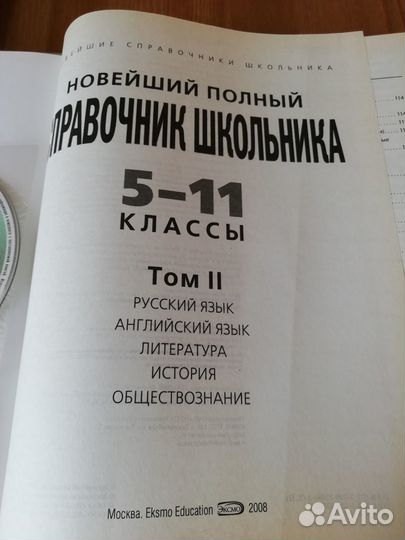 ЕЙШИЕ СПРАВОЧНИКИ ШКОЛЬНИКА
НОВЕЙШИЙ ПОЛНЫЙ
СПРАВОЧНИК ШКОЛЬНИКА
5–11
КЛАССЫ
Том II
РУССКИЙ ЯЗЫК
АНГЛИЙСКИЙ ЯЗЫК
ЛИТЕРАТУРА
ИСТОРИЯ
ОБЩЕСТВОЗНАНИЕ
Москва. Eksmo Education ЭКСМО 2008
Avito